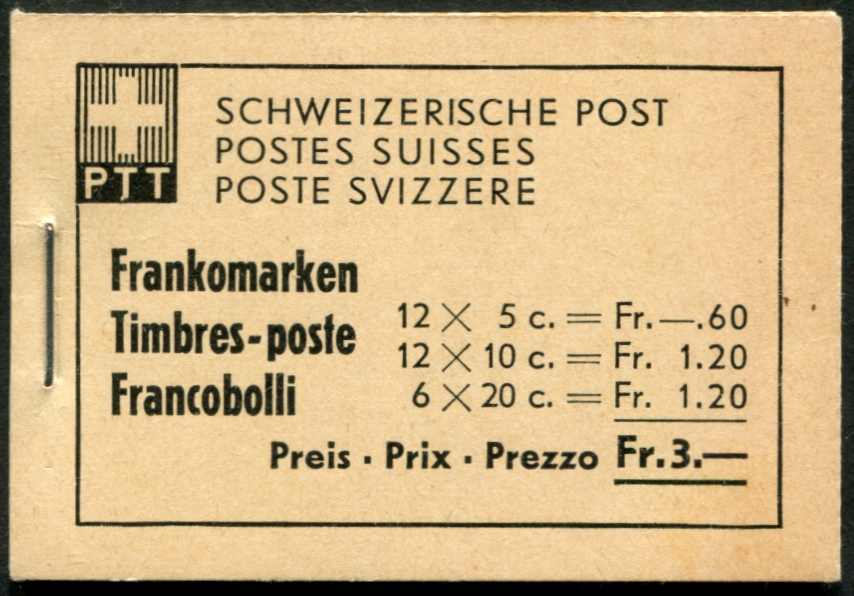 PTT
SCHWEIZERISCHE POST
POSTES SUISSES
POSTE SVIZZERE
Frankomarken
Timbres-poste
Francobolli
12 × 5 c. = Fr.—.60
12 × 10 c. = Fr. 1.20
6 × 20 c. = Fr. 1.20
Preis · Prix · Prezzo Fr.3.—